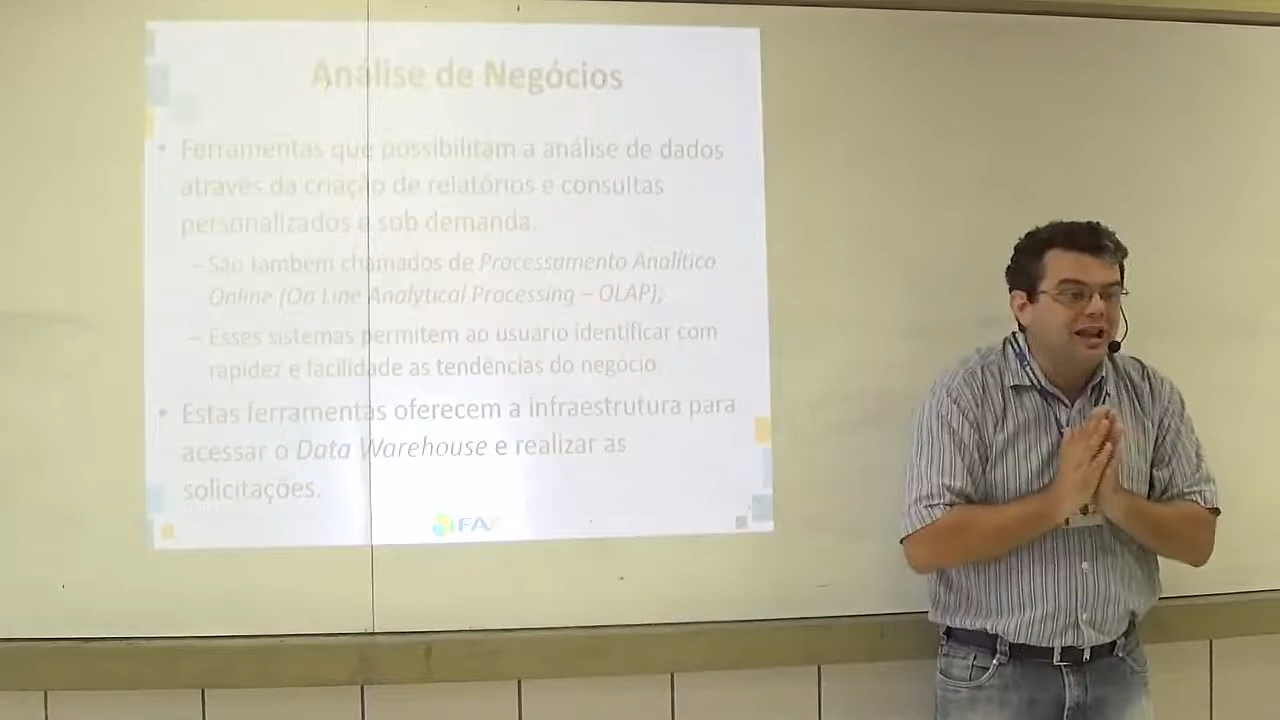 Análise de Negócios
• Ferramentas que possibilitam a análise de dados
através da criação de relatórios e consultas
personalizados e sob demanda.
– São também chamados de Processamento Analítico
Online (On Line Analytical Processing – OLAP);
– Esses sistemas permitem ao usuário identificar com
rapidez e facilidade as tendências do negócio
• Estas ferramentas oferecem a infraestrutura para
acessar o Data Warehouse e realizar as
solicitações.